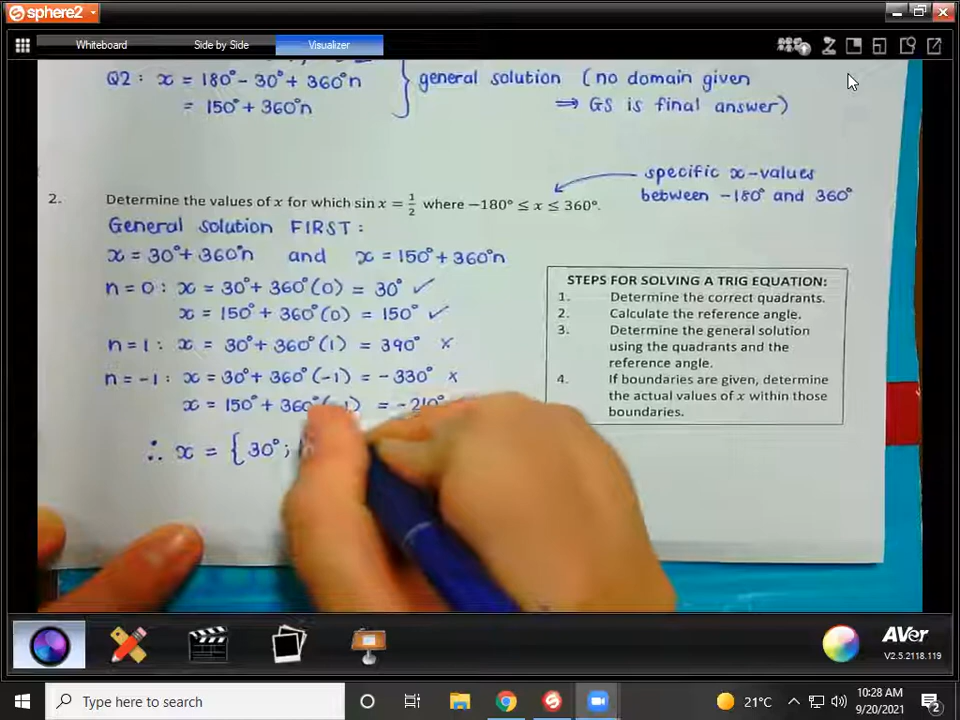 sphere2
Whiteboard
Side by Side
Visualizer
Q2: x = 180° - 30° + 360°n
= 150° + 360°n
general solution (no domain given
⟹ GS is final answer)
specific x-values
between -180° and 360°
2. Determine the values of x for which sin x = 1/2 where −180° ≤ x ≤ 360°.
General solution FIRST:
x = 30° + 360°n and x = 150° + 360°n
n = 0: x = 30° + 360°(0) = 30° ✓
x = 150° + 360°(0) = 150° ✓
n = 1: x = 30° + 360°(1) = 390° x
n = -1: x = 30° + 360°(-1) = -330° x
x = 150° + 360°(-1) = -210°
∴ x = {30°;
STEPS FOR SOLVING A TRIG EQUATION:
1. Determine the correct quadrants.
2. Calculate the reference angle.
3. Determine the general solution
using the quadrants and the
reference angle.
4. If boundaries are given, determine
the actual values of x within those
boundaries.
AVer
V2.5.2118.119
Type here to search
21°C
10:28 AM
9/20/2021
2